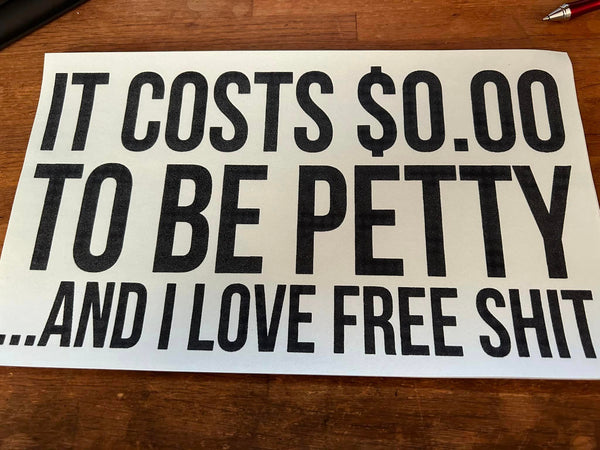 IT COSTS $0.00
TO BE PETTY
...AND I LOVE FREE SHIT